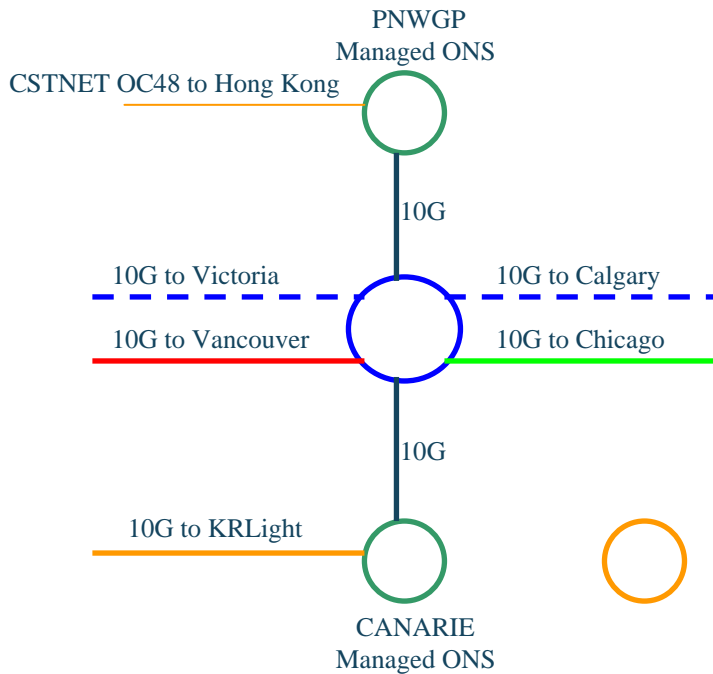 PNWGP
Managed ONS
CSTNET OC48 to Hong Kong
10G
10G to Victoria
10G to Calgary
10G to Vancouver
10G to Chicago
10G
10G to KRLight
CANARIE
Managed ONS